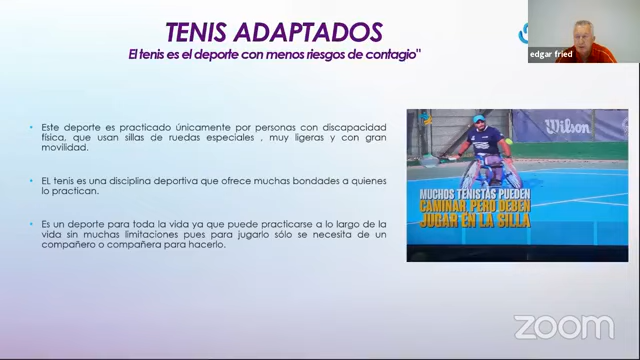 TENIS ADAPTADOS
El tenis es el deporte con menos riesgos de contagio"
edgar fried
• Este deporte es practicado únicamente por personas con discapacidad
física, que usan sillas de ruedas especiales , muy ligeras y con gran
movilidad.
• EL tenis es una disciplina deportiva que ofrece muchas bondades a quienes
lo practican.
• Es un deporte para toda la vida ya que puede practicarse a lo largo de la
vida sin muchas limitaciones pues para jugarlo sólo se necesita de un
compañero o compañera para hacerlo.
Wilson
MUCHOS TENISTAS PUEDEN
CAMINAR, PERO DEBEN
JUGAR EN LA SILLA
zoom